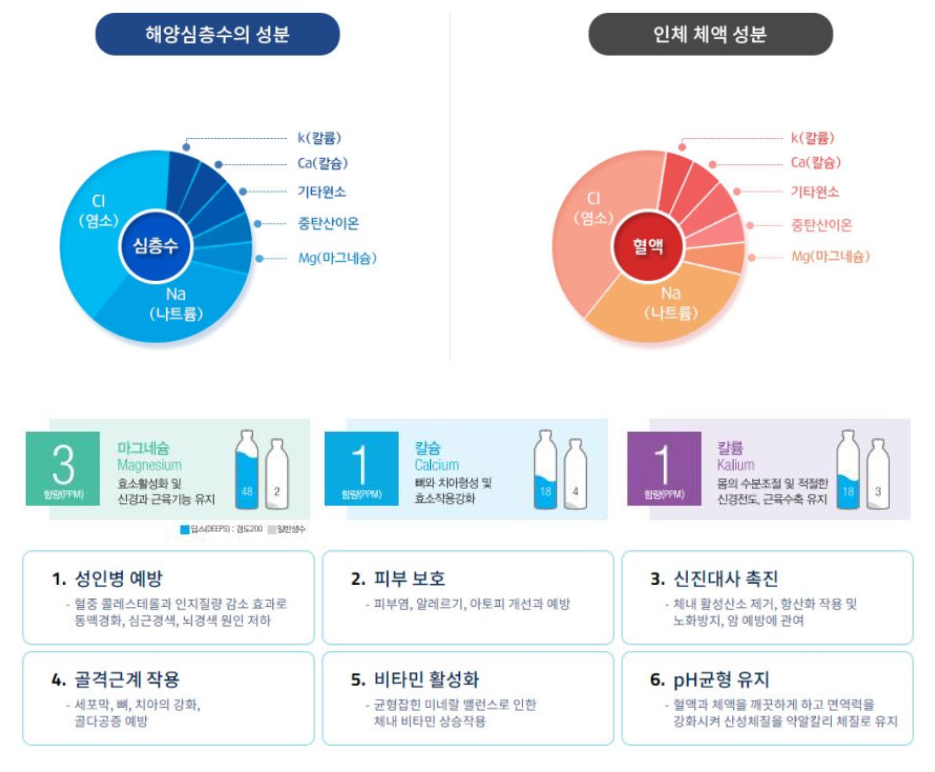 해양심층수의 성분
k(칼륨)
Ca(칼슘)
기타원소
중탄산이온
Mg(마그네슘)
Cl
(염소)
심층수
Na
(나트륨)
인체 체액 성분
k(칼륨)
Ca(칼슘)
기타원소
중탄산이온
Mg(마그네슘)
Cl
(염소)
혈액
Na
(나트륨)
3
함량(PPM)
마그네슘
Magnesium
효소활성화 및
신경과 근육기능 유지
48
2
딥스(DEEPS) : 경도200 일반생수
1
함량(PPM)
칼슘
Calcium
뼈와 치아형성 및
효소작용강화
18
4
1
함량(PPM)
칼륨
Kalium
몸의 수분조절 및 적절한
신경전도, 근육수축 유지
18
3
1. 성인병 예방
- 혈중 콜레스테롤과 인지질량 감소 효과로
동맥경화, 심근경색, 뇌경색 원인 저하
2. 피부 보호
- 피부염, 알레르기, 아토피 개선과 예방
3. 신진대사 촉진
- 체내 활성산소 제거, 항산화 작용 및
노화방지, 암 예방에 관여
4. 골격근계 작용
- 세포막, 뼈, 치아의 강화,
골다공증 예방
5. 비타민 활성화
- 균형잡힌 미네랄 밸런스로 인한
체내 비타민 상승작용
6. pH균형 유지
- 혈액과 체액을 깨끗하게 하고 면역력을
강화시켜 산성체질을 약알칼리 체질로 유지